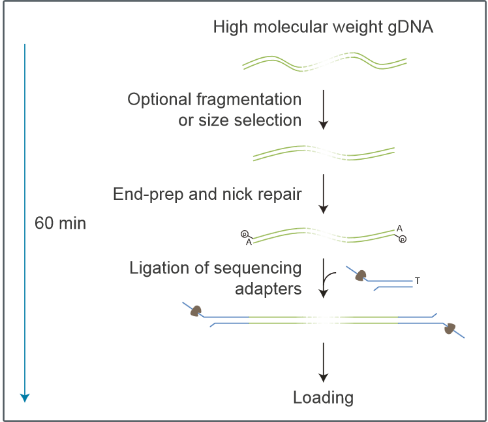 High molecular weight gDNA
Optional fragmentation
or size selection
End-prep and nick repair
60 min
P
A
A
P
Ligation of sequencing
adapters
T
Loading